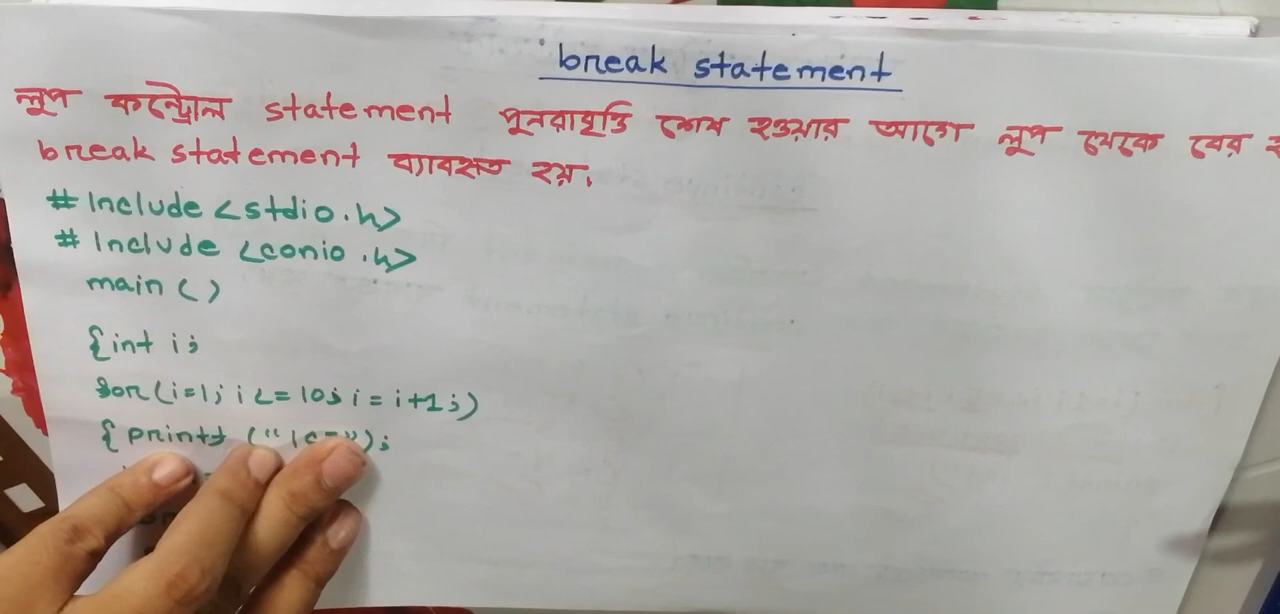 break statement
লুপ কন্ট্রোল statement পুনরাবৃত্তি শেষ হওয়ার আগে লুপ থেকে বের
break statement ব্যাবহৃত হয়।
# Include <stdio.h>
# Include <conio.h>
main ()
{int i;
for(i=1; i <= 10; i = i+1;)
{ printf ("